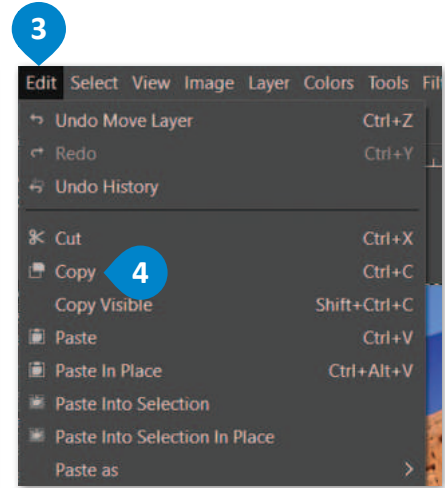 3
Edit Select View Image Layer Colors Tools
Undo Move Layer Ctrl+Z
Redo Ctrl+Y
Undo History
Cut Ctrl+X
Copy 4 Ctrl+C
Copy Visible Shift+Ctrl+C
Paste Ctrl+V
Paste In Place Ctrl+Alt+V
Paste Into Selection
Paste Into Selection In Place
Paste as >